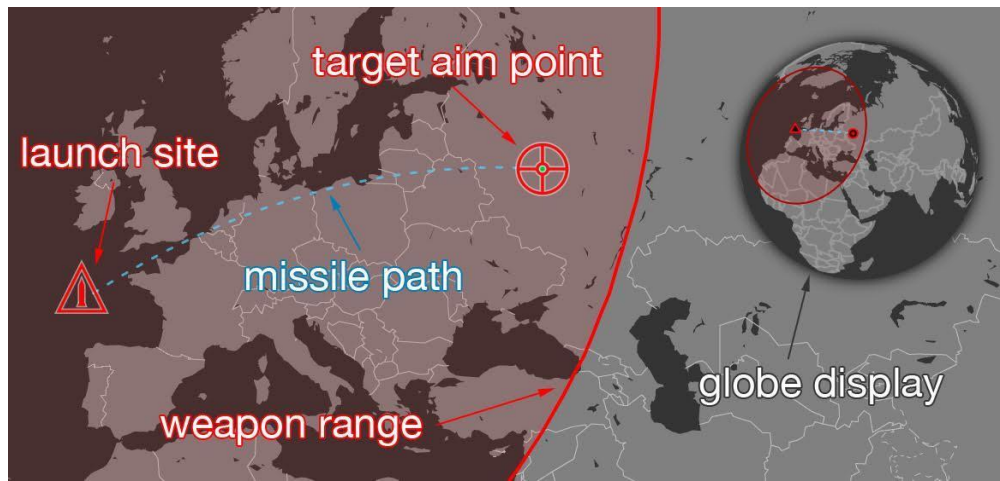 target aim point
launch site
missile path
globe display
weapon range